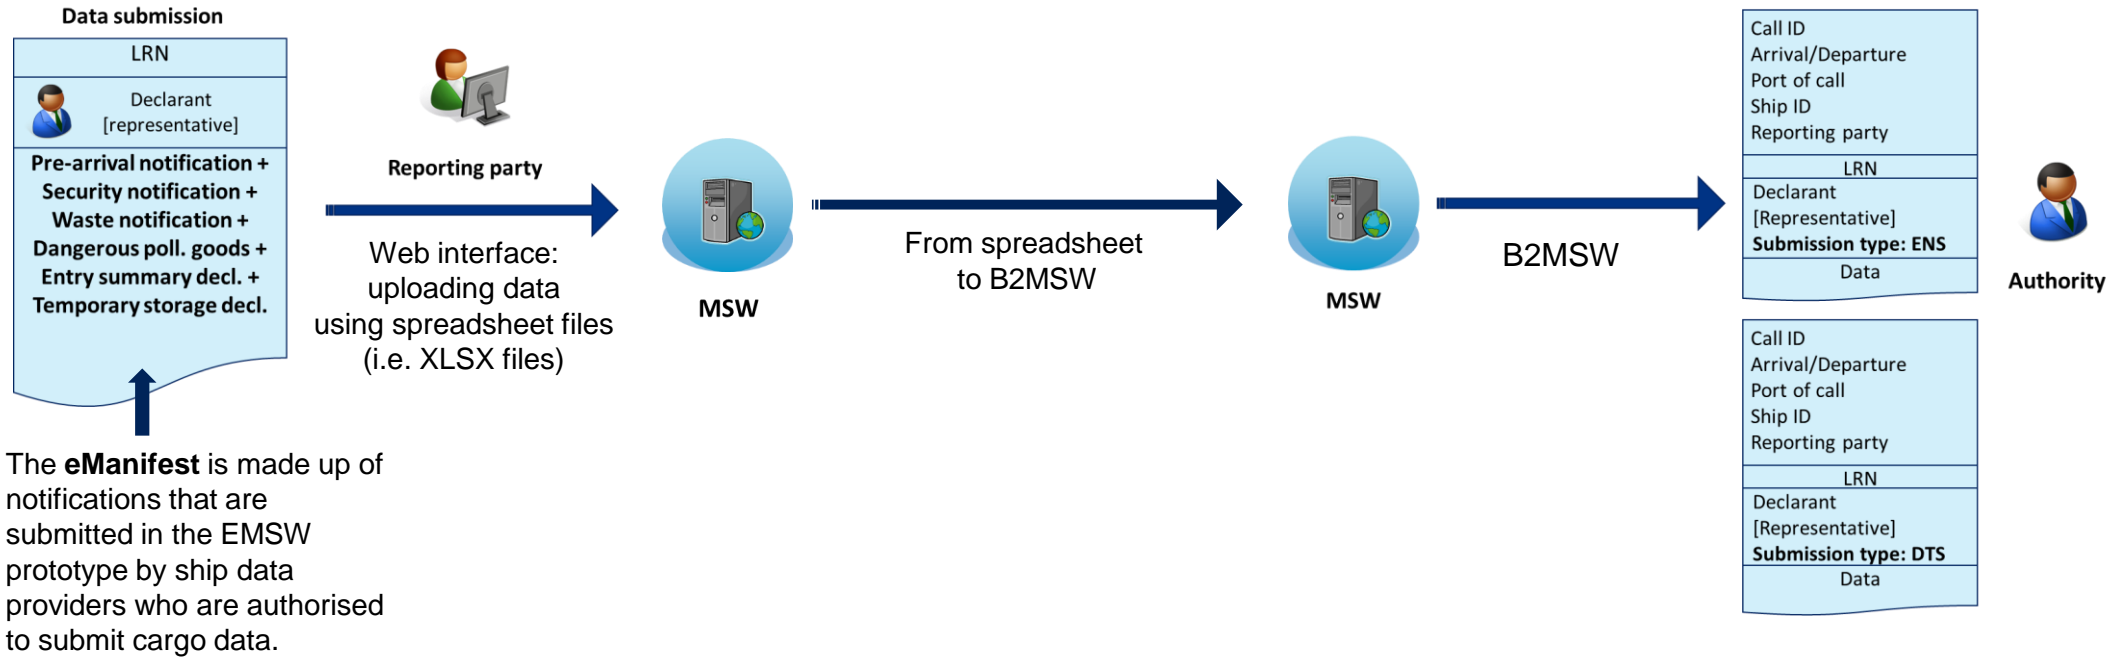 Data submission
LRN
Declarant
[representative]
Pre-arrival notification +
Security notification +
Waste notification +
Dangerous poll. goods +
Entry summary decl. +
Temporary storage decl.
The eManifest is made up of
notifications that are
submitted in the EMSW
prototype by ship data
providers who are authorised
to submit cargo data.
Reporting party
Web interface:
uploading data
using spreadsheet files
(i.e. XLSX files)
MSW
From spreadsheet
to B2MSW
MSW
B2MSW
Call ID
Arrival/Departure
Port of call
Ship ID
Reporting party
LRN
Declarant
[Representative]
Submission type: ENS
Data
Call ID
Arrival/Departure
Port of call
Ship ID
Reporting party
LRN
Declarant
[Representative]
Submission type: DTS
Data
Authority